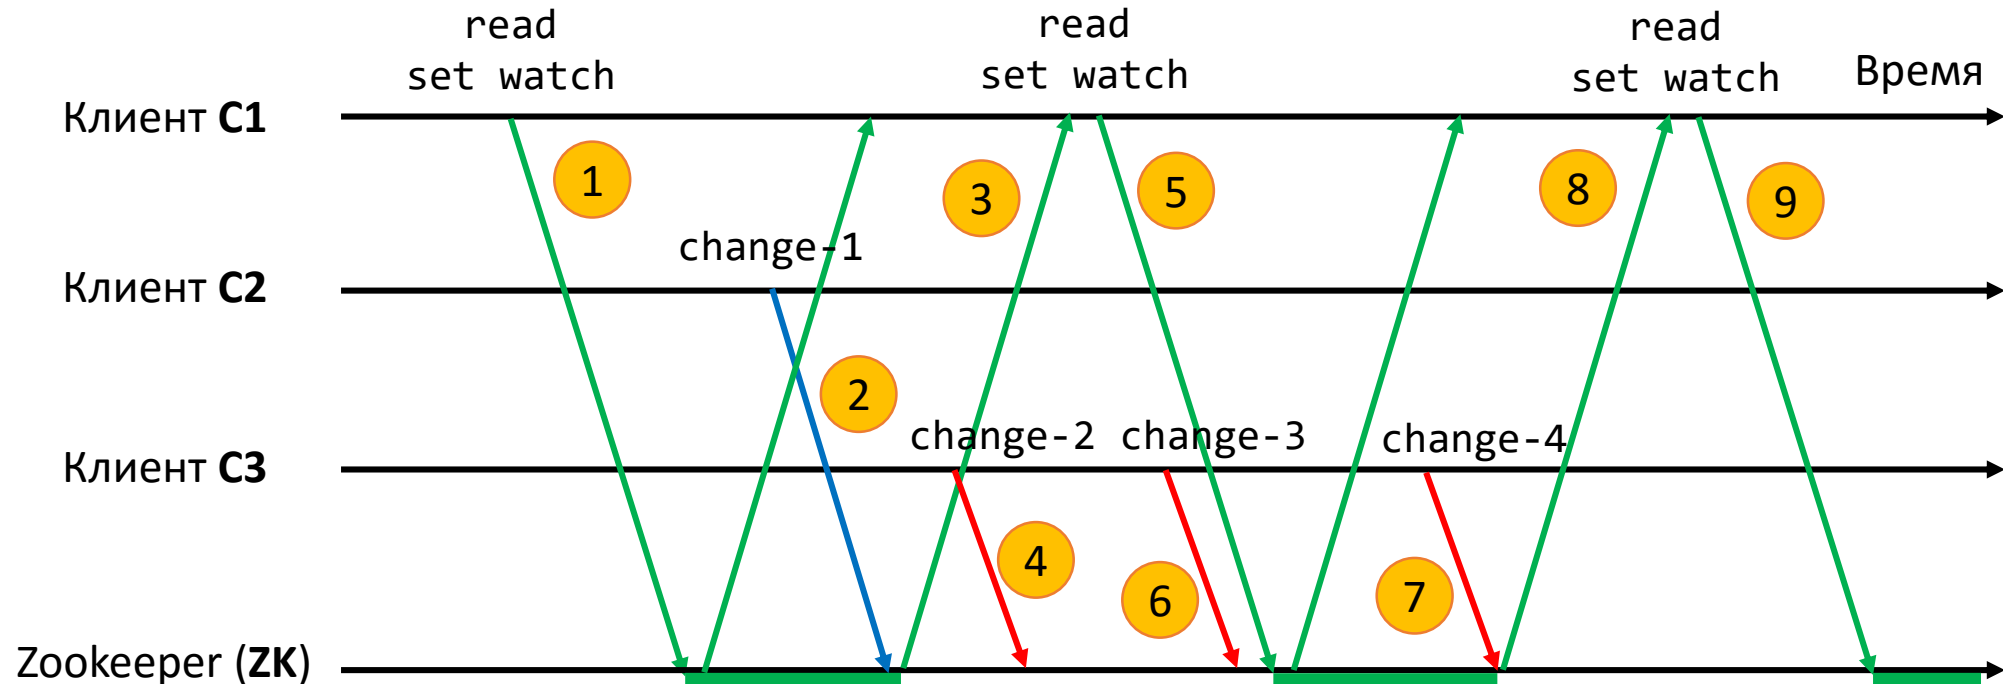 read
set watch
read
set watch
read
set watch
Время
Клиент C1
1
3
5
8
9
change-1
Клиент C2
2
change-2
change-3
change-4
Клиент C3
4
6
7
Zookeeper (ZK)